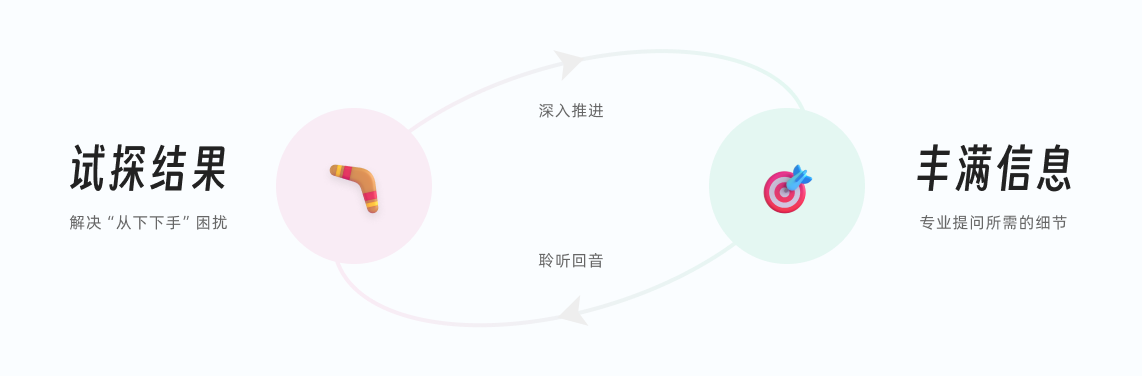 深入推进
试探结果
解决“从下下手”困扰
丰满信息
专业提问所需的细节
聆听回音